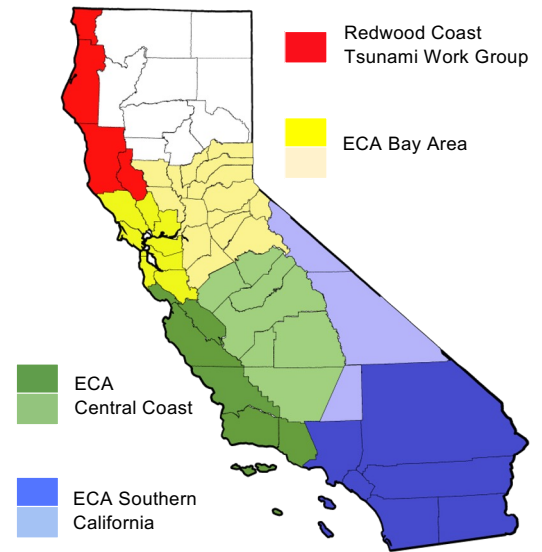 Redwood Coast
Tsunami Work Group
ECA Bay Area
ECA
Central Coast
ECA Southern
California